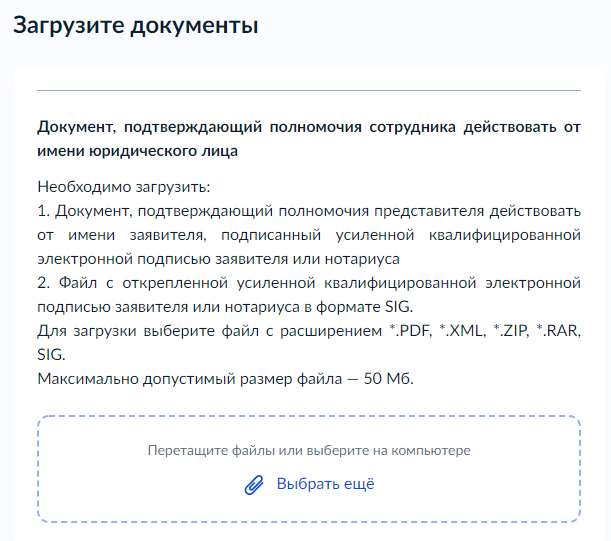 Загрузите документы
Документ, подтверждающий полномочия сотрудника действовать от
имени юридического лица
Необходимо загрузить:
1. Документ, подтверждающий полномочия представителя действовать
от имени заявителя, подписанный усиленной квалифицированной
электронной подписью заявителя или нотариуса
2. Файл с открепленной усиленной квалифицированной электронной
подписью заявителя или нотариуса в формате SIG.
Для загрузки выберите файл с расширением *.PDF, *.XML, *.ZIP, *.RAR,
SIG.
Максимально допустимый размер файла — 50 Мб.
Перетащите файлы или выберите на компьютере
Выбрать ещё